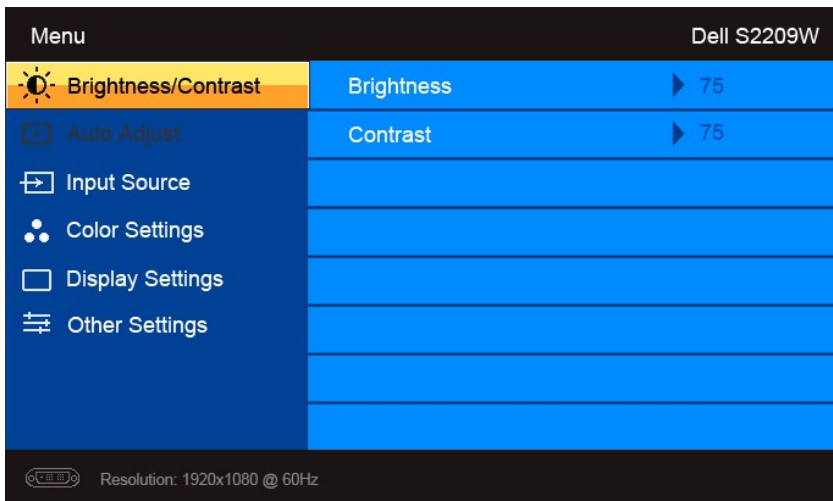 Menu
Dell S2209W
Brightness/Contrast
Brightness
75
Auto Adjust
Contrast
75
Input Source
Color Settings
Display Settings
Other Settings
Resolution: 1920x1080 @ 60Hz